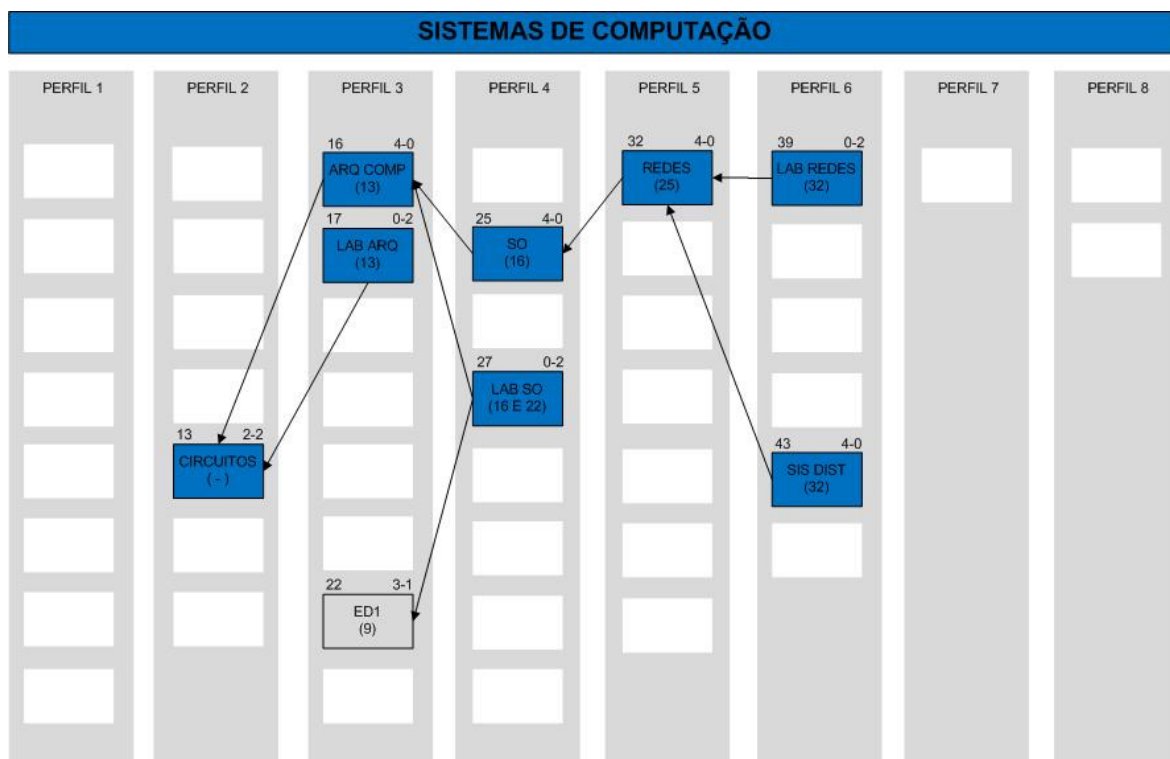 SISTEMAS DE COMPUTAÇÃO
PERFIL 1 PERFIL 2 PERFIL 3 PERFIL 4 PERFIL 5 PERFIL 6 PERFIL 7 PERFIL 8
16 4-0
ARQ COMP
(13)
17 0-2
LAB ARQ
(13)
32 4-0
REDES
(25)
39 0-2
LAB REDES
(32)
25 4-0
SO
(16)
27 0-2
LAB SO
(16 E 22)
13 2-2
CIRCUITOS
( - )
43 4-0
SIS DIST
(32)
22 3-1
ED1
(9)